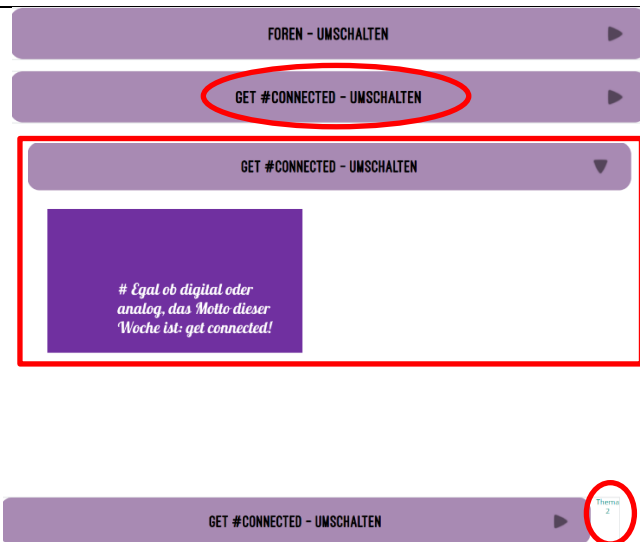 FOREN – UMSCHALTEN
GET #CONNECTED – UMSCHALTEN
GET #CONNECTED – UMSCHALTEN
# Egal ob digital oder
analog, das Motto dieser
Woche ist: get connected!
GET #CONNECTED – UMSCHALTEN
Thema
2